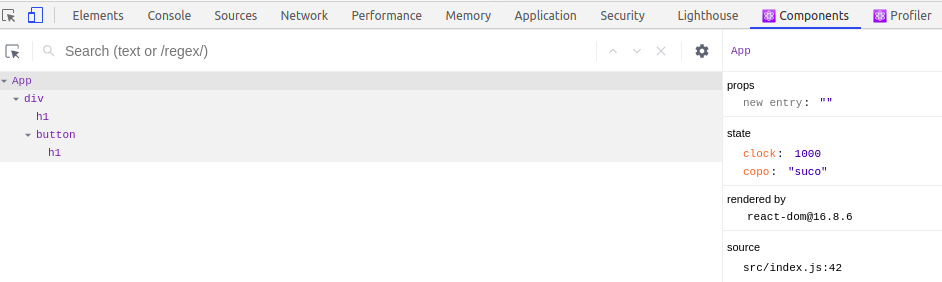 Elements Console Sources Network Performance Memory Application Security Lighthouse Components Profiler
Search (text or /regex/)
App
div
h1
button
h1
App
props
new entry: ""
state
clock: 1000
copo: "suco"
rendered by
react-dom@16.8.6
source
src/index.js:42